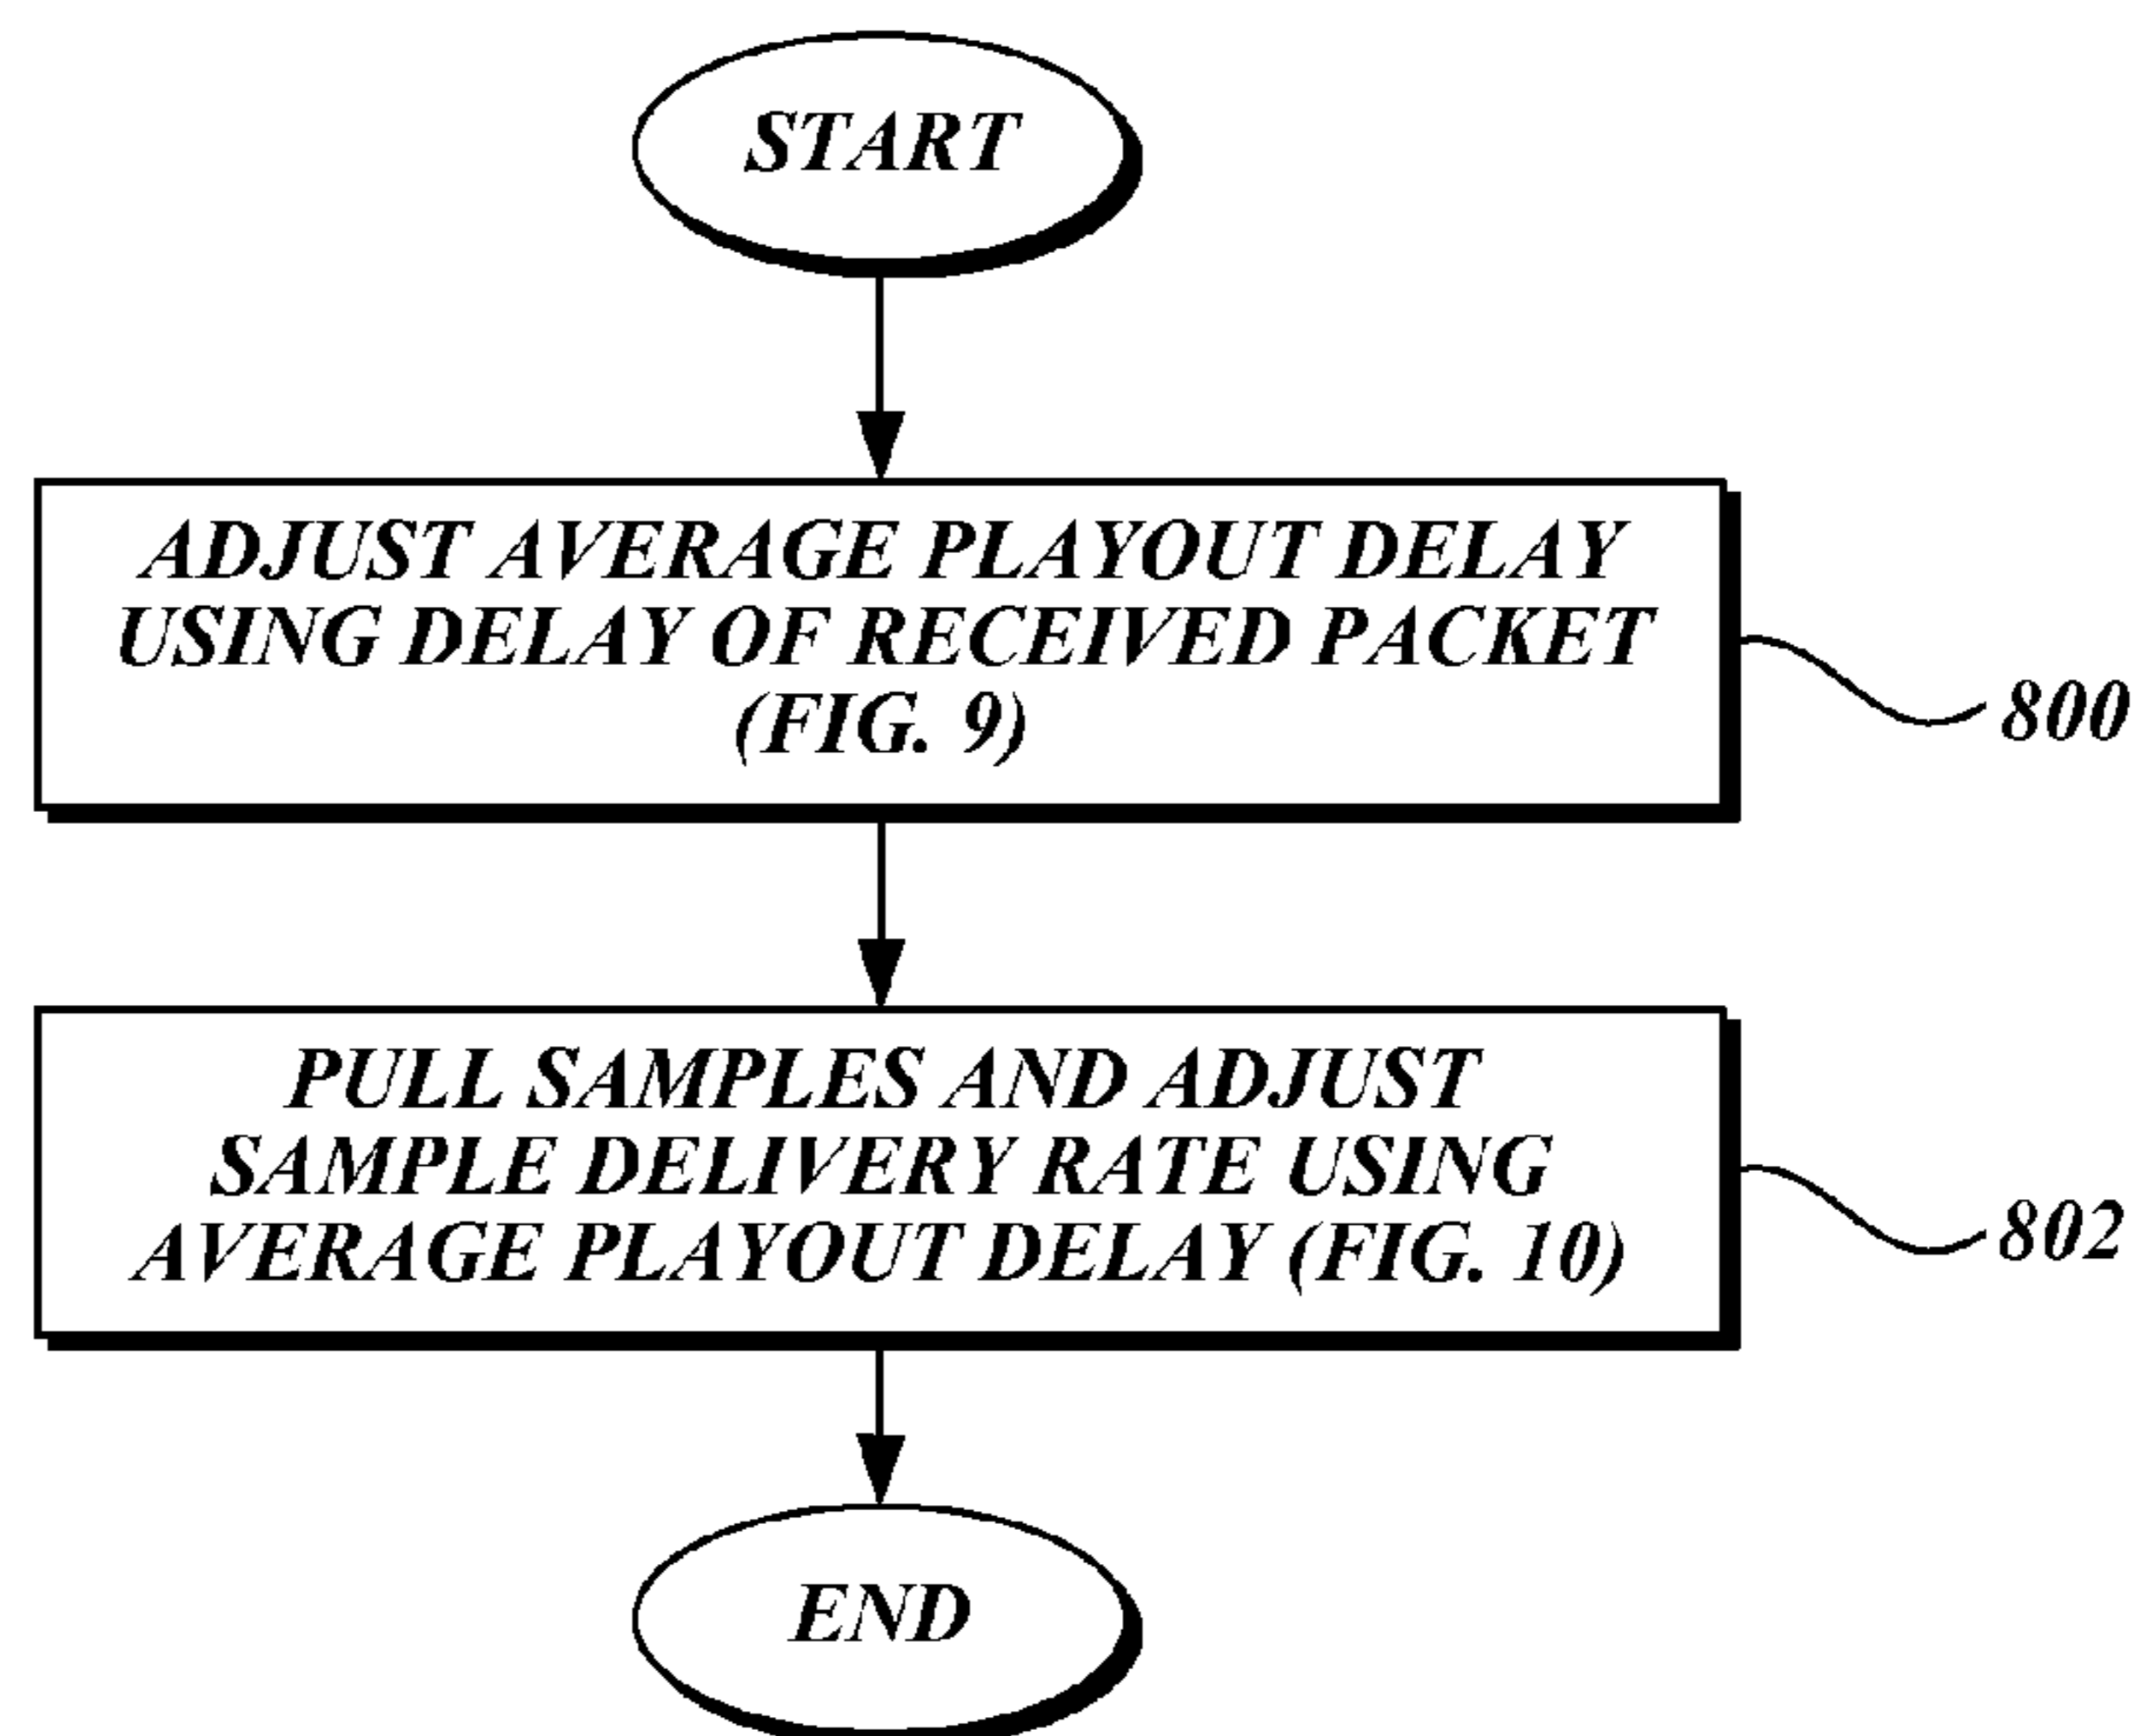 START
ADJUST AVERAGE PLAYOUT DELAY
USING DELAY OF RECEIVED PACKET
(FIG. 9)
800
PULL SAMPLES AND ADJUST
SAMPLE DELIVERY RATE USING
AVERAGE PLAYOUT DELAY (FIG. 10)
802
END